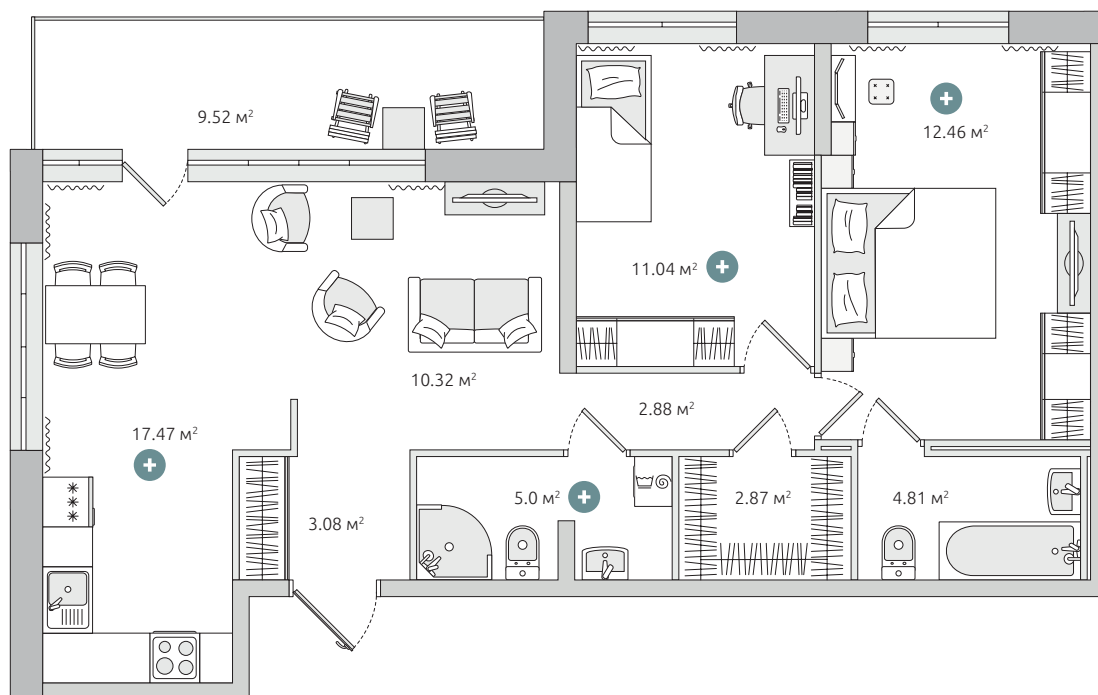 9.52 м²
12.46 м²
11.04 м²
10.32 м²
2.88 м²
17.47 м²
5.0 м²
2.87 м²
4.81 м²
3.08 м²